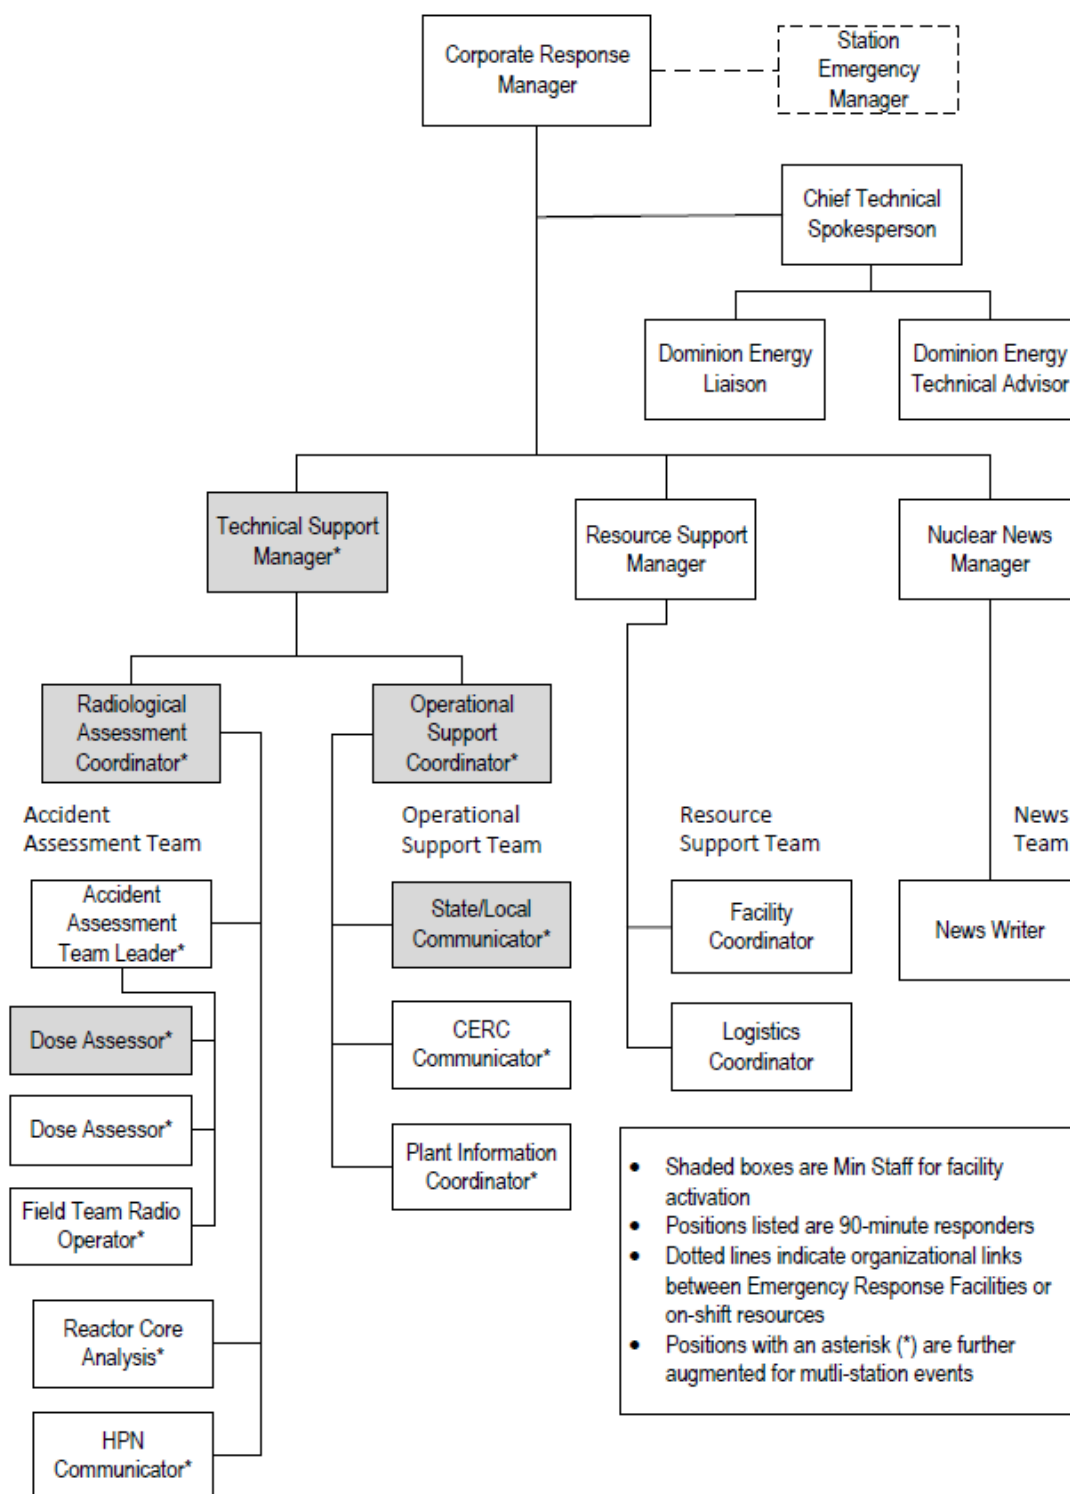 Corporate Response
Manager
Station
Emergency
Manager
Chief Technical
Spokesperson
Dominion Energy
Liaison
Dominion Energy
Technical Advisor
Technical Support
Manager*
Resource Support
Manager
Nuclear News
Manager
Radiological
Assessment
Coordinator*
Operational
Support
Coordinator*
Accident
Assessment Team
Operational
Support Team
Resource
Support Team
News
Team
Accident
Assessment
Team Leader*
State/Local
Communicator*
Facility
Coordinator
News Writer
Dose Assessor*
CERC
Communicator*
Logistics
Coordinator
Dose Assessor*
Plant Information
Coordinator*
Field Team Radio
Operator*
Reactor Core
Analysis*
HPN
Communicator*
• Shaded boxes are Min Staff for facility
activation
• Positions listed are 90-minute responders
• Dotted lines indicate organizational links
between Emergency Response Facilities or
on-shift resources
• Positions with an asterisk (*) are further
augmented for mutli-station events